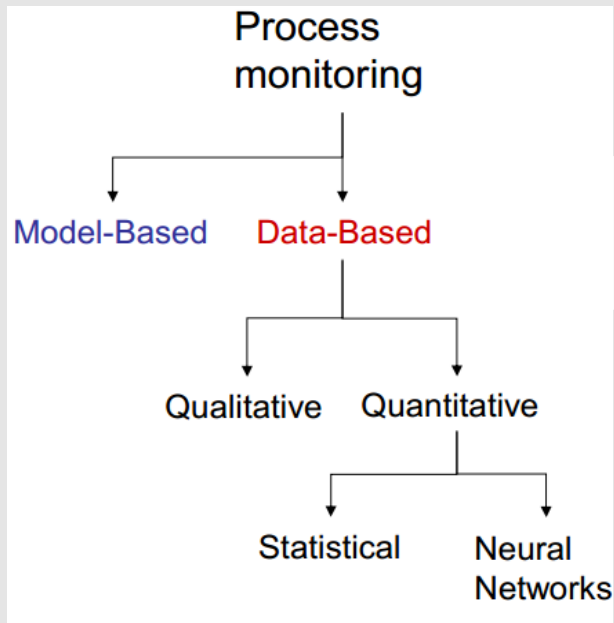 Process
monitoring
Model-Based Data-Based
Qualitative Quantitative
Statistical Neural
Networks